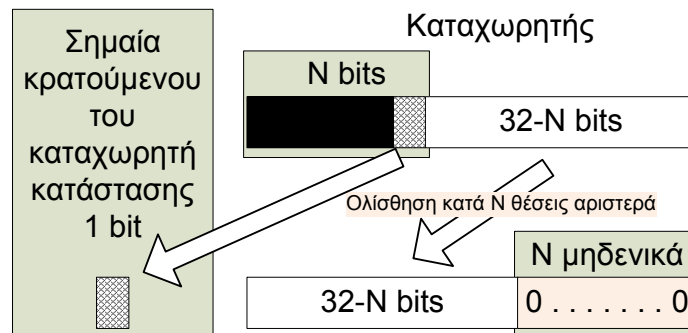 Σημαία
κρατούμενου
του
καταχωρητή
κατάστασης
1 bit
Καταχωρητής
N bits
32-N bits
Ολίσθηση κατά N θέσεις αριστερά
N μηδενικά
32-N bits
0 . . . . . . . 0